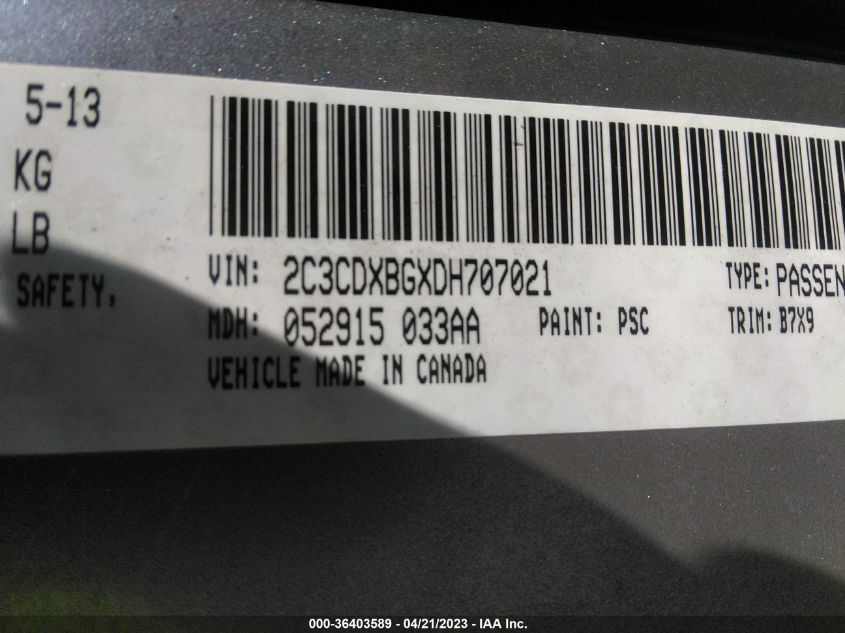 5-13
KG
LB
SAFETY,
VIN: 2C3CDXBGXDH707021
TYPE: PASSEN
MDH: 052915 033AA
PAINT: PSC
TRIM: B7X9
VEHICLE MADE IN CANADA
000-36403589 - 04/21/2023 - IAA Inc.